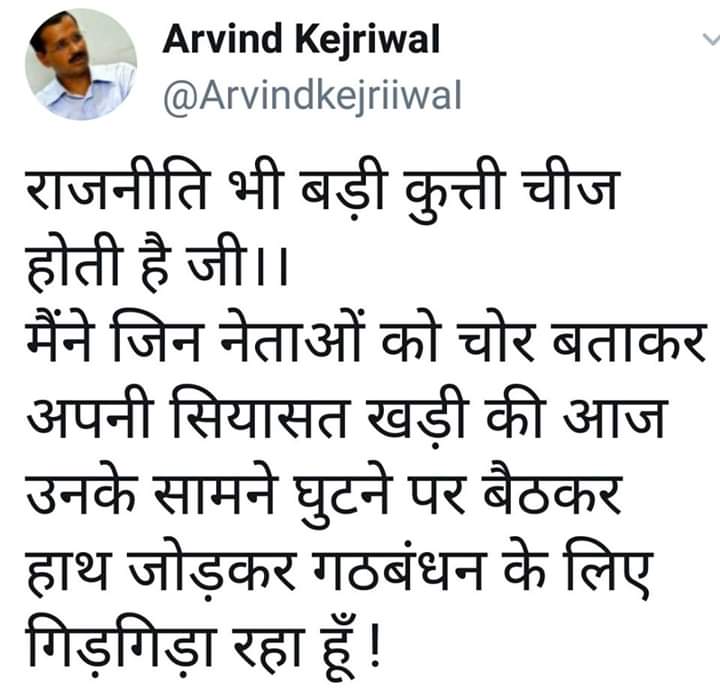 Arvind Kejriwal
@Arvindkejriiwal
राजनीति भी बड़ी कुत्ती चीज
होती है जी।।
मैंने जिन नेताओं को चोर बताकर
अपनी सियासत खड़ी की आज
उनके सामने घुटने पर बैठकर
हाथ जोड़कर गठबंधन के लिए
गिड़गिड़ा रहा हूँ !